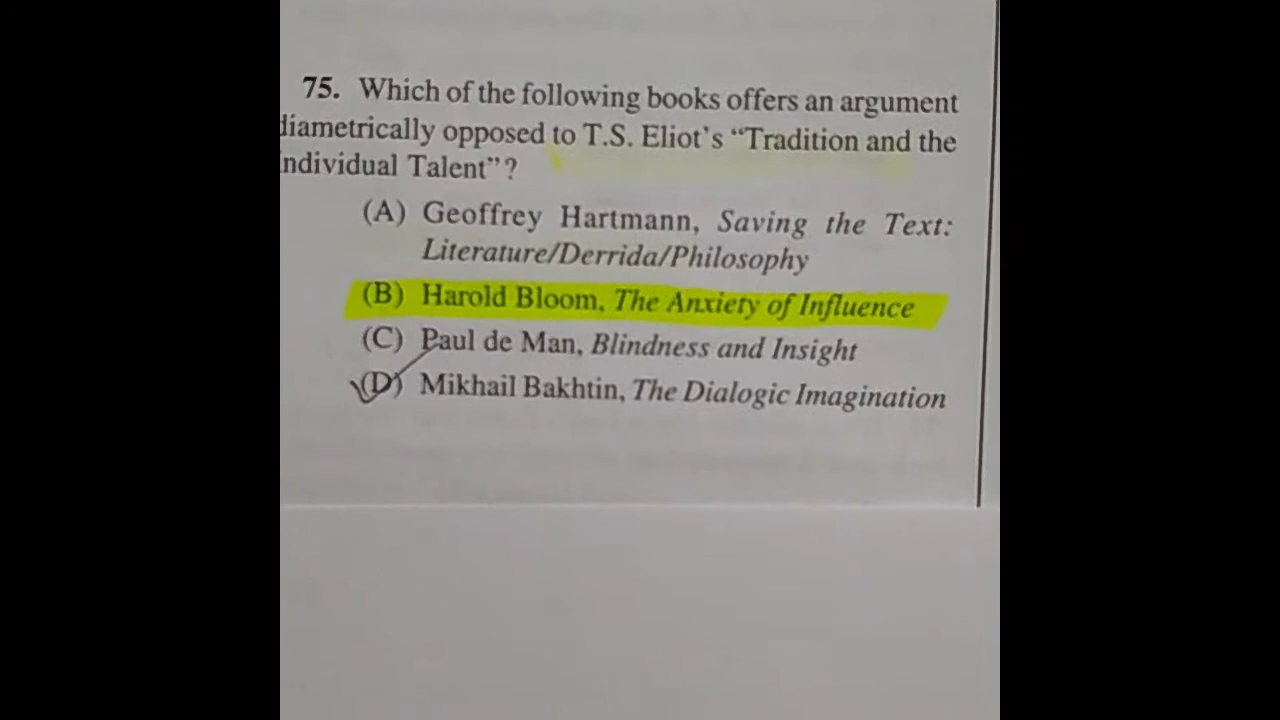 75. Which of the following books offers an argument
diametrically opposed to T.S. Eliot's “Tradition and the
Individual Talent”?
(A) Geoffrey Hartmann, Saving the Text:
Literature/Derrida/Philosophy
(B) Harold Bloom, The Anxiety of Influence
(C) Paul de Man, Blindness and Insight
(D) Mikhail Bakhtin, The Dialogic Imagination